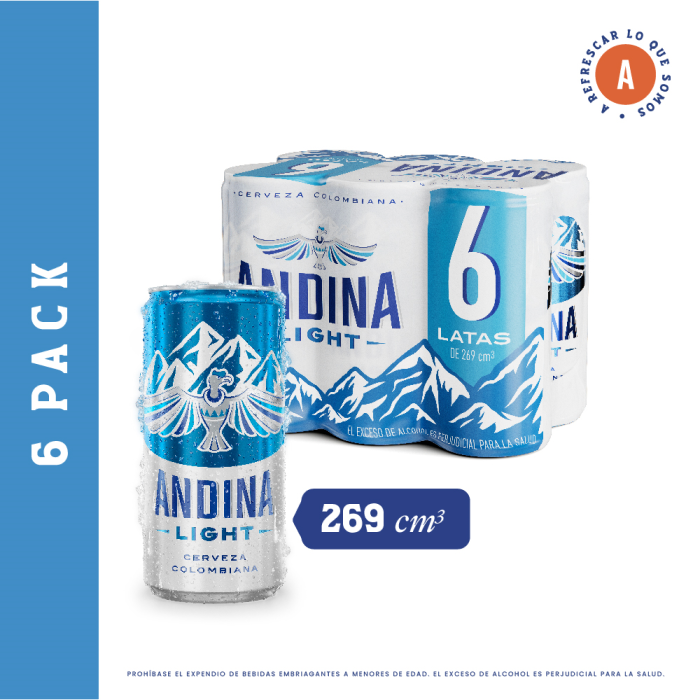 A REFRESCAR LO QUE SOMOS •
A
6 PACK
6
• CERVEZA COLOMBIANA •
ANDINA
LIGHT
6
LATAS
DE 269 cm³
EL EXCESO DE ALCOHOL ES PERJUDICIAL PARA LA SALUD.
ANDINA
LIGHT
CERVEZA
COLOMBIANA
269 cm³
PROHÍBASE EL EXPENDIO DE BEBIDAS EMBRIAGANTES A MENORES DE EDAD. EL EXCESO DE ALCOHOL ES PERJUDICIAL PARA LA SALUD.